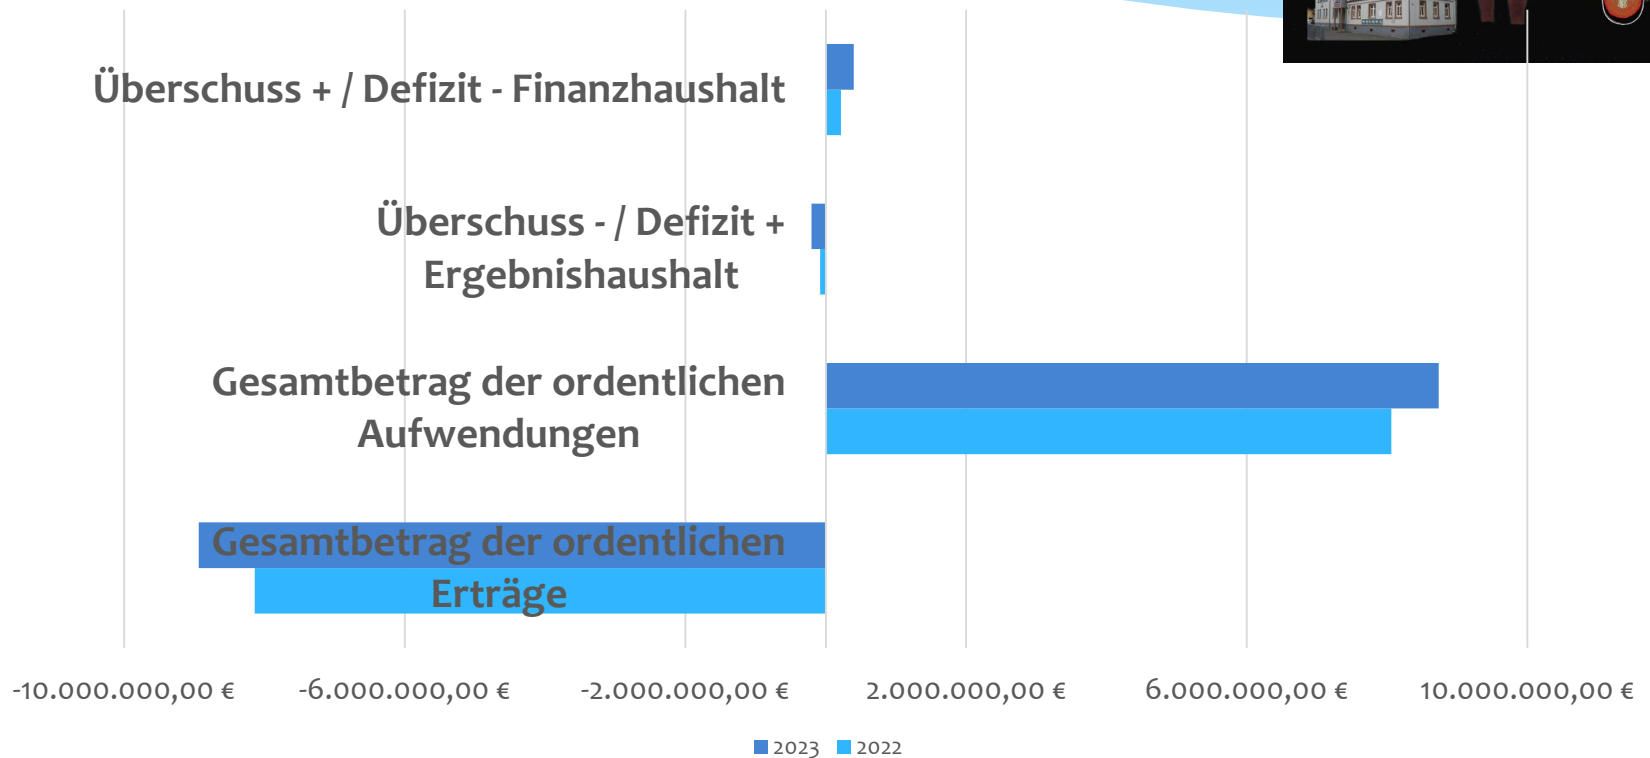 Überschuss + / Defizit - Finanzhaushalt
Überschuss - / Defizit +
Ergebnishaushalt
Gesamtbetrag der ordentlichen
Aufwendungen
Gesamtbetrag der ordentlichen
Erträge
-10.000.000,00 € -6.000.000,00 € -2.000.000,00 € 2.000.000,00 € 6.000.000,00 € 10.000.000,00 €
2023 2022